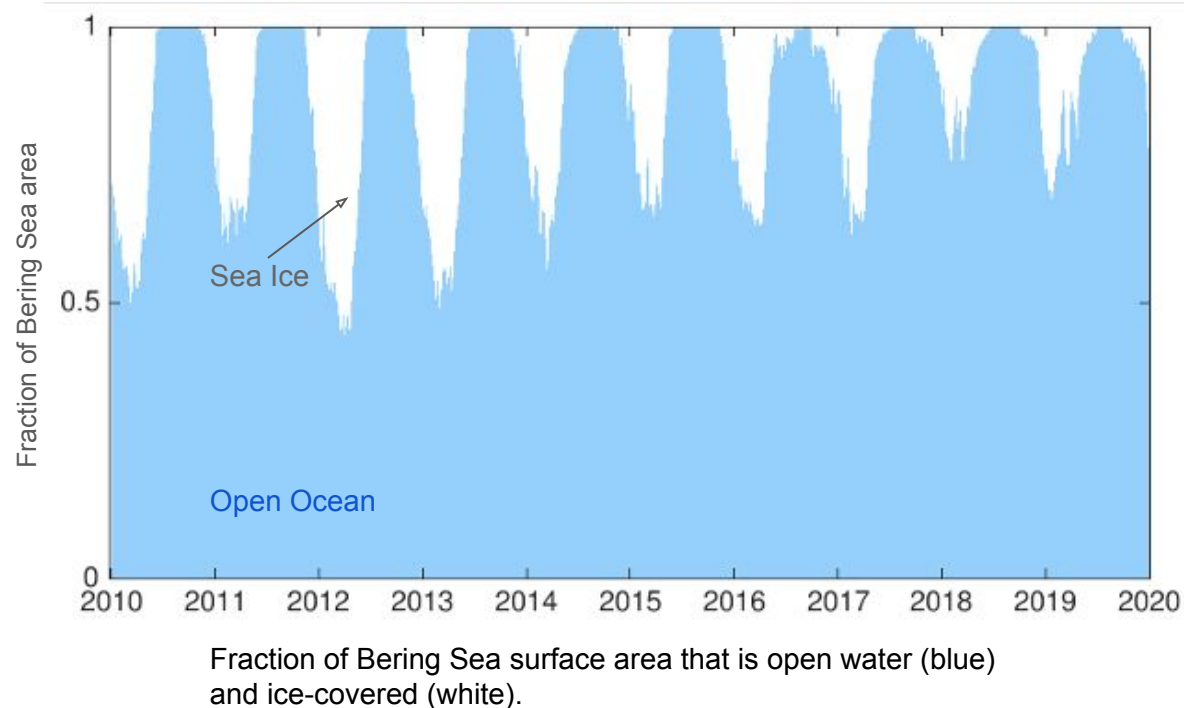 1
Fraction of Bering Sea area
Sea Ice
0.5
Open Ocean
0
2010 2011 2012 2013 2014 2015 2016 2017 2018 2019 2020
Fraction of Bering Sea surface area that is open water (blue)
and ice-covered (white).